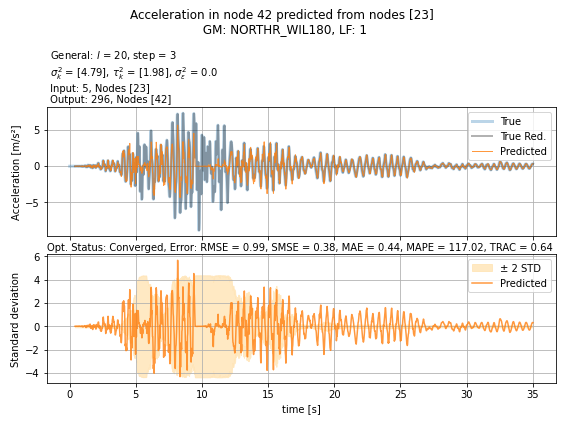 Acceleration in node 42 predicted from nodes [23]
GM: NORTHR_WIL180, LF: 1
General: l = 20, step = 3
σ²ₖ = [4.79], τ²ₖ = [1.98], σ²ε = 0.0
Input: 5, Nodes [23]
Output: 296, Nodes [42]
True
True Red.
Predicted
5
0
−5
Acceleration [m/s²]
Opt. Status: Converged, Error: RMSE = 0.99, SMSE = 0.38, MAE = 0.44, MAPE = 117.02, TRAC = 0.64
± 2 STD
Predicted
6
4
2
0
−2
−4
Standard deviation
0 5 10 15 20 25 30 35
time [s]